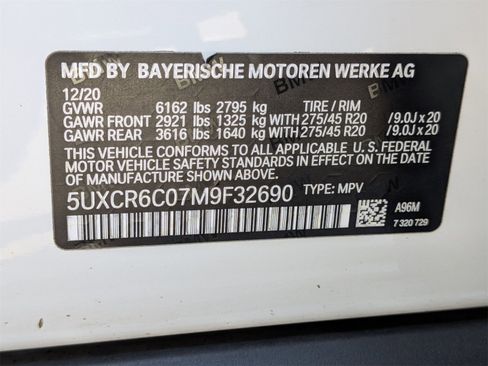 MFD BY BAYERISCHE MOTOREN WERKE AG
12/20
GVWR 6162 lbs 2795 kg TIRE / RIM
GAWR FRONT 2921 lbs 1325 kg WITH 275/45 R20 /9.0J x 20
GAWR REAR 3616 lbs 1640 kg WITH 275/45 R20 /9.0J x 20
THIS VEHICLE CONFORMS TO ALL APPLICABLE U. S. FEDERAL
MOTOR VEHICLE SAFETY STANDARDS IN EFFECT ON THE DATE
OF MANUFACTURE SHOWN ABOVE.
5UXCR6C07M9F32690 TYPE: MPV
A96M
7 320 729